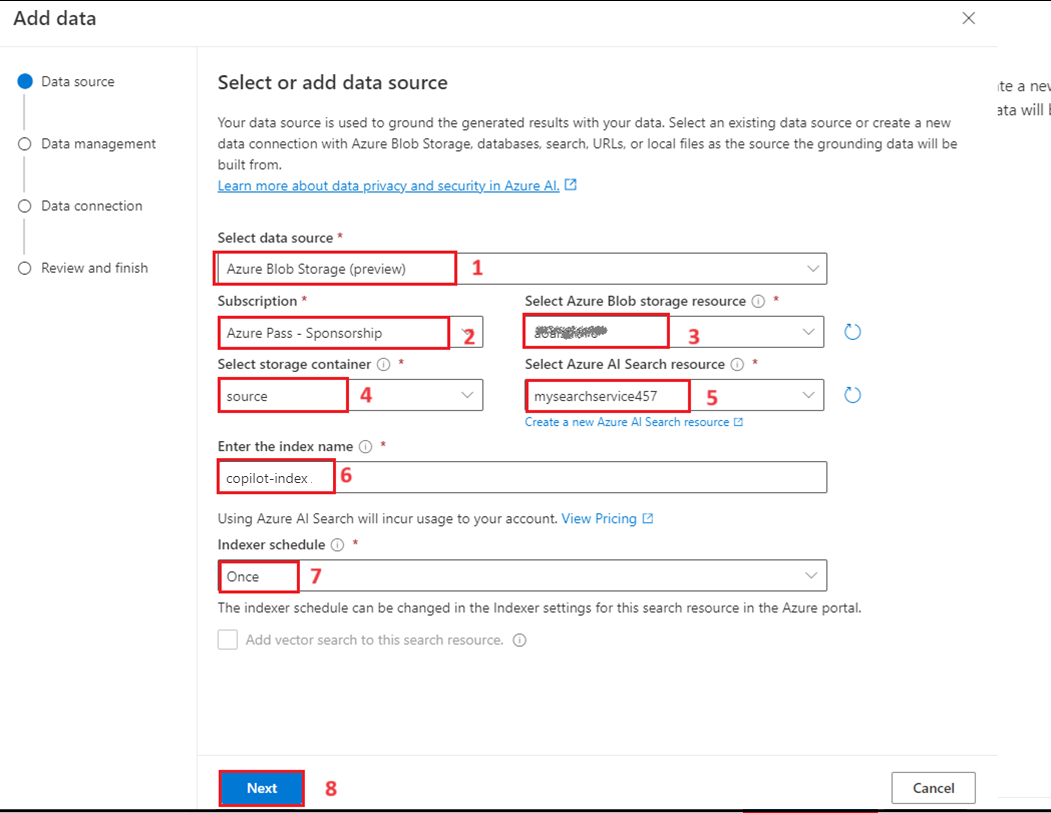 Add data
Data source
Data management
Data connection
Review and finish
Select or add data source
Your data source is used to ground the generated results with your data. Select an existing data source or create a new
data connection with Azure Blob Storage, databases, search, URLs, or local files as the source the grounding data will be
built from.
Learn more about data privacy and security in Azure AI.
Select data source *
Azure Blob Storage (preview) 1
Subscription *
Azure Pass - Sponsorship 2
Select Azure Blob storage resource *
3
Select storage container *
source 4
Select Azure AI Search resource *
mysearchservice457 5
Create a new Azure AI Search resource
Enter the index name *
copilot-index 6
Using Azure AI Search will incur usage to your account. View Pricing
Indexer schedule *
Once 7
The indexer schedule can be changed in the Indexer settings for this search resource in the Azure portal.
Add vector search to this search resource.
Next 8
Cancel
a new
will